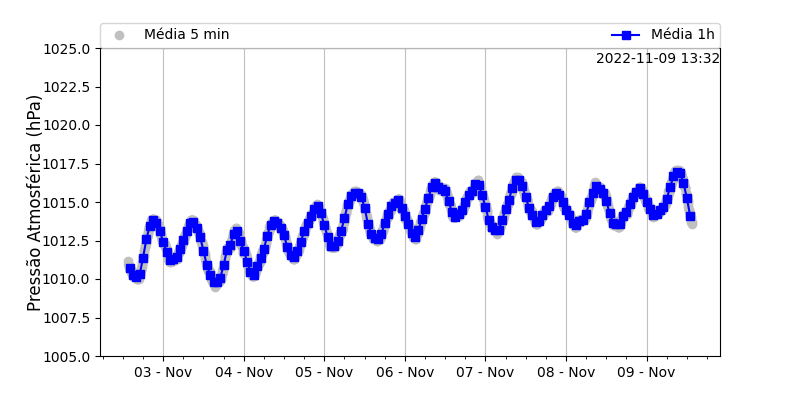 Média 5 min
Média 1h
2022-11-09 13:32
Pressão Atmosférica (hPa)
1025.0
1022.5
1020.0
1017.5
1015.0
1012.5
1010.0
1007.5
1005.0
03 - Nov
04 - Nov
05 - Nov
06 - Nov
07 - Nov
08 - Nov
09 - Nov